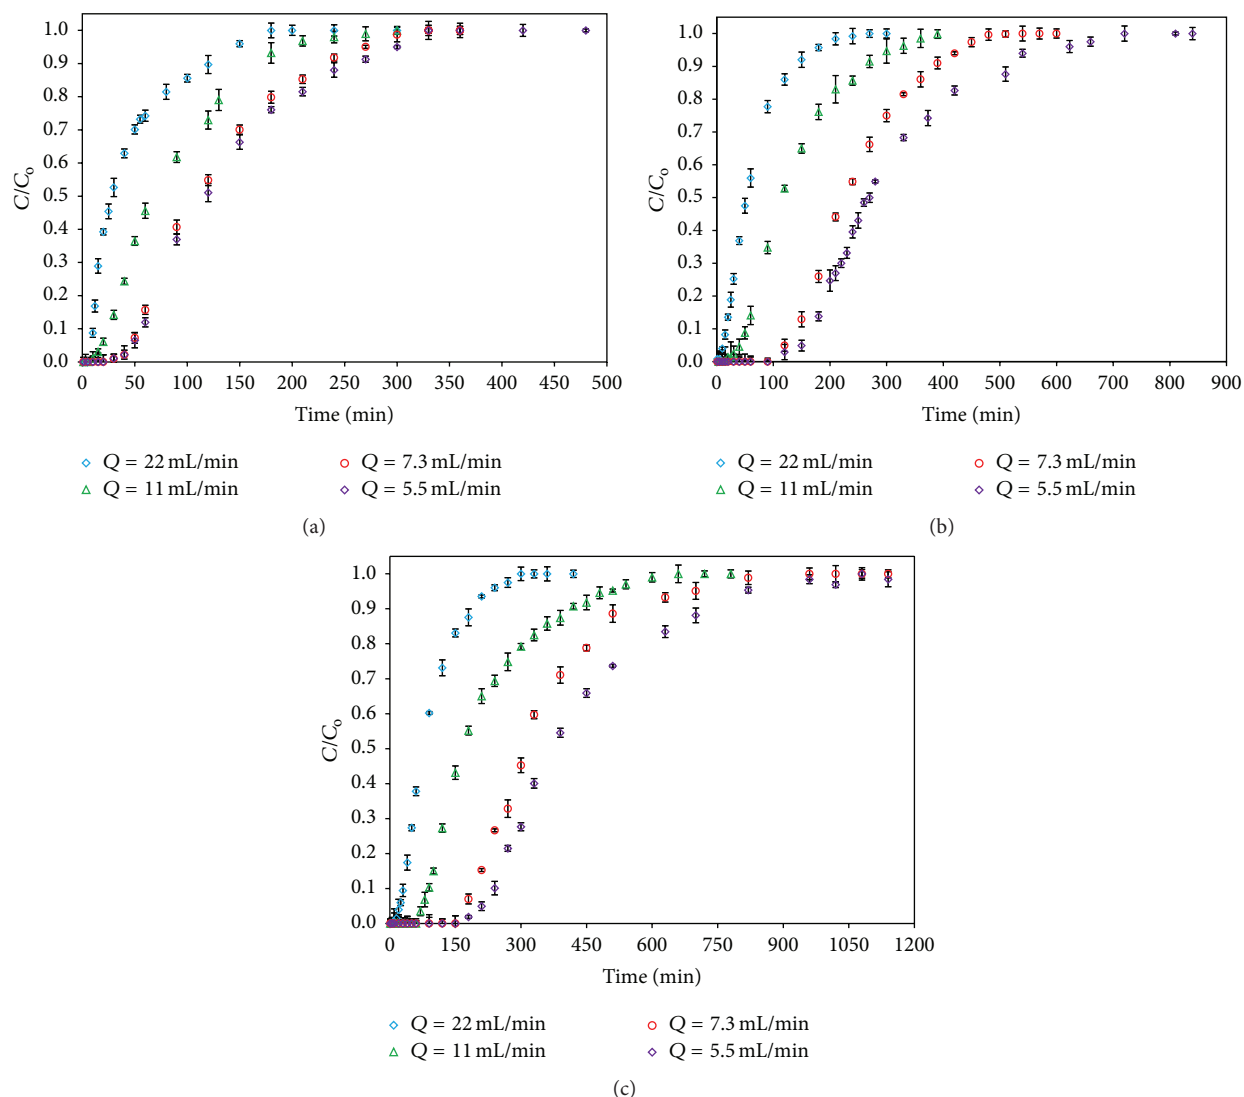 C/Cₒ
1.0
0.9
0.8
0.7
0.6
0.5
0.4
0.3
0.2
0.1
0.0
0 50 100 150 200 250 300 350 400 450 500
Time (min)
Q = 22 mL/min Q = 7.3 mL/min
Q = 11 mL/min Q = 5.5 mL/min
(a)
C/Cₒ
1.0
0.9
0.8
0.7
0.6
0.5
0.4
0.3
0.2
0.1
0.0
0 100 200 300 400 500 600 700 800 900
Time (min)
Q = 22 mL/min Q = 7.3 mL/min
Q = 11 mL/min Q = 5.5 mL/min
(b)
C/Cₒ
1.0
0.9
0.8
0.7
0.6
0.5
0.4
0.3
0.2
0.1
0.0
0 150 300 450 600 750 900 1050 1200
Time (min)
Q = 22 mL/min Q = 7.3 mL/min
Q = 11 mL/min Q = 5.5 mL/min
(c)